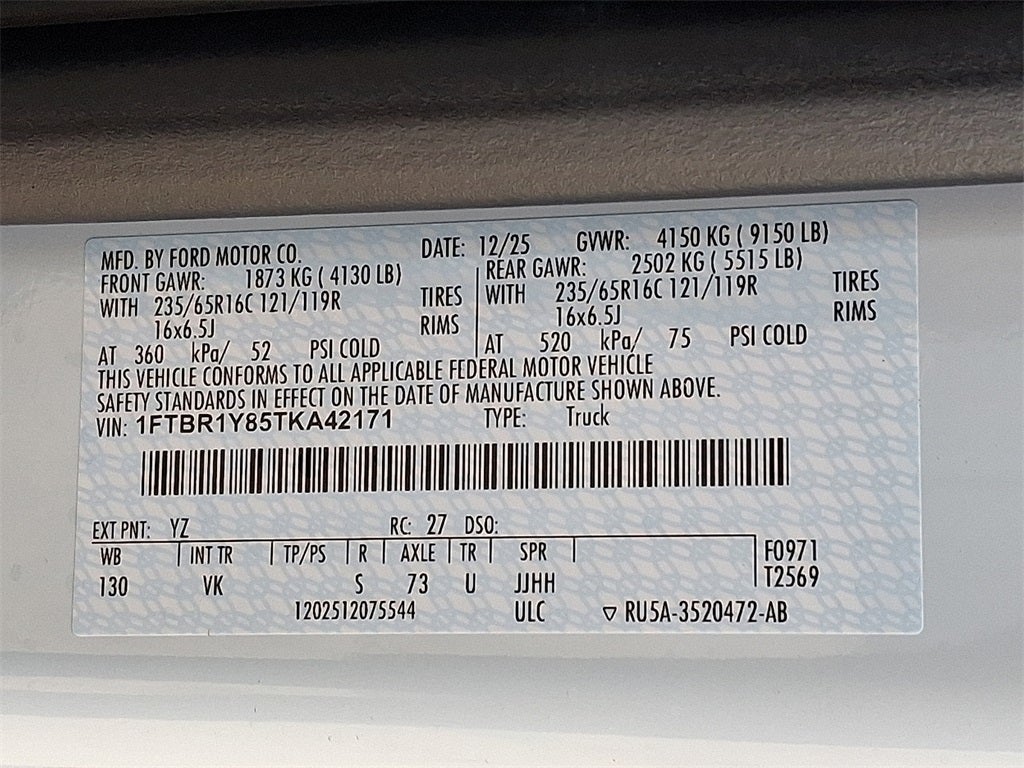 MFD. BY FORD MOTOR CO. DATE: 12/25 GVWR: 4150 KG ( 9150 LB)
FRONT GAWR: 1873 KG ( 4130 LB) REAR GAWR: 2502 KG ( 5515 LB)
WITH 235/65R16C 121/119R TIRES WITH 235/65R16C 121/119R TIRES
16x6.5J RIMS 16x6.5J RIMS
AT 360 kPa/ 52 PSI COLD AT 520 kPa/ 75 PSI COLD
THIS VEHICLE CONFORMS TO ALL APPLICABLE FEDERAL MOTOR VEHICLE
SAFETY STANDARDS IN EFFECT ON THE DATE OF MANUFACTURE SHOWN ABOVE.
VIN: 1FTBR1Y85TKA42171 TYPE: Truck
EXT PNT: YZ RC: 27 DSO:
WB INT TR TP/PS R AXLE TR SPR F0971
130 VK S 73 U JJHH T2569
1202512075544 ULC ▽ RU5A-3520472-AB